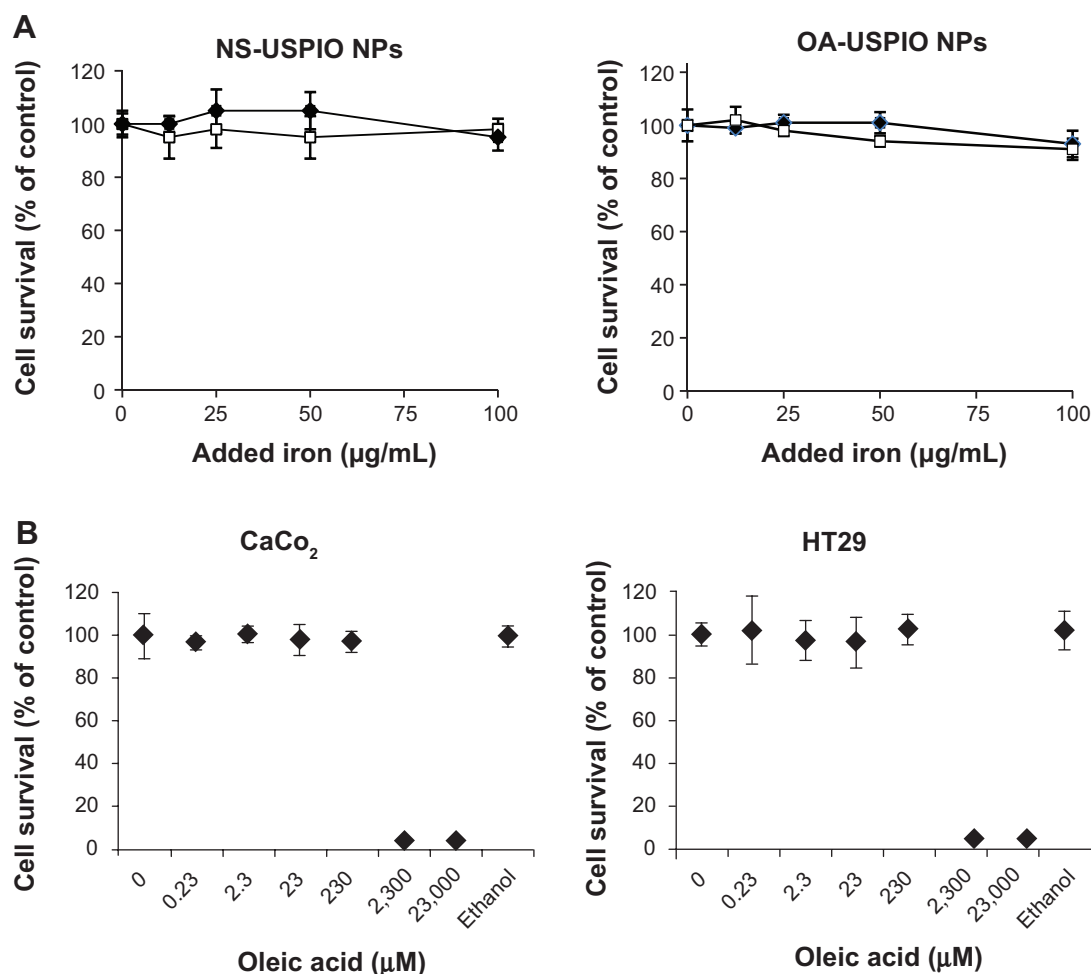 A
NS-USPIO NPs
Cell survival (% of control)
120
100
80
60
40
20
0
0 25 50 75 100
Added iron (µg/mL)
OA-USPIO NPs
Cell survival (% of control)
120
100
80
60
40
20
0
0 25 50 75 100
Added iron (µg/mL)
B
CaCo₂
Cell survival (% of control)
120
100
80
60
40
20
0
0 0.23 2.3 23 230 2,300 23,000 Ethanol
Oleic acid (µM)
HT29
Cell survival (% of control)
120
100
80
60
40
20
0
0 0.23 2.3 23 230 2,300 23,000 Ethanol
Oleic acid (µM)